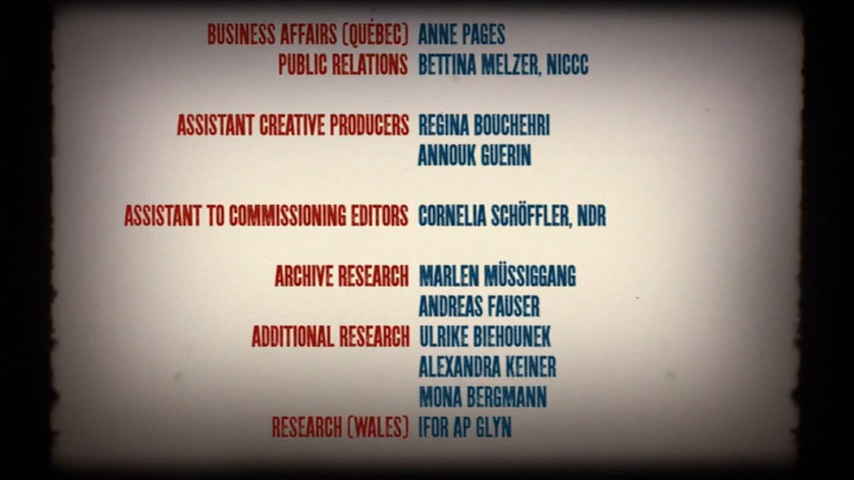 BUSINESS AFFAIRS (QUÉBEC) ANNE PAGES
PUBLIC RELATIONS BETTINA MELZER, NICCC
ASSISTANT CREATIVE PRODUCERS REGINA BOUCHEHRI
ANNOUK GUERIN
ASSISTANT TO COMMISSIONING EDITORS CORNELIA SCHÖFFLER, NDR
ARCHIVE RESEARCH MARLEN MÜSSIGGANG
ANDREAS FAUSER
ADDITIONAL RESEARCH ULRIKE BIEHOUNEK
ALEXANDRA KEINER
MONA BERGMANN
RESEARCH (WALES) IFOR AP GLYN